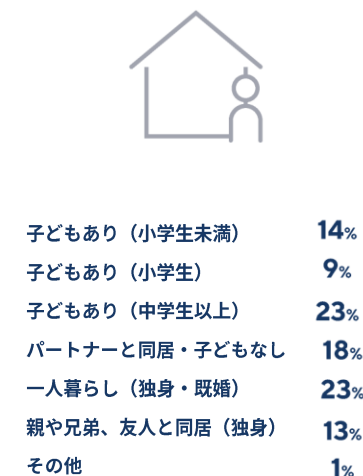 子どもあり（小学生未満） 14%
子どもあり（小学生） 9%
子どもあり（中学生以上） 23%
パートナーと同居・子どもなし 18%
一人暮らし（独身・既婚） 23%
親や兄弟、友人と同居（独身） 13%
その他 1%